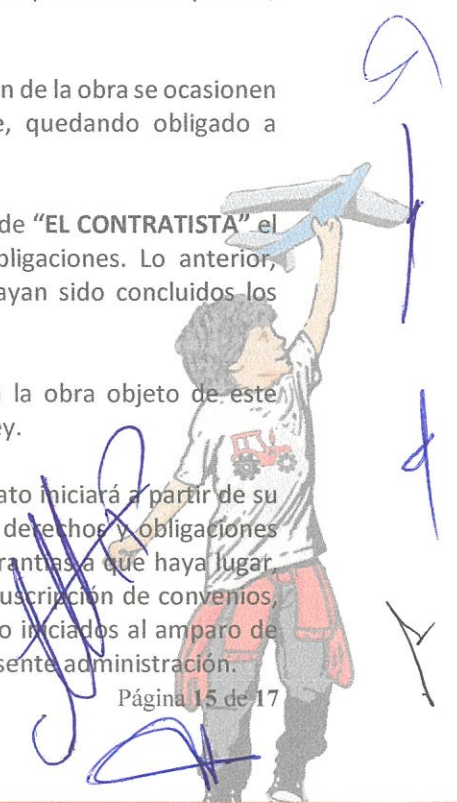 n de la obra se ocasionen
e, quedando obligado a
de "EL CONTRATISTA" el
bligaciones. Lo anterior,
ayan sido concluidos los
la obra objeto de este
ey.
ato iniciará a partir de su
derechos y obligaciones
rantías a que haya lugar,
uscripción de convenios,
o iniciados al amparo de
sente administración.
Página 15 de 17